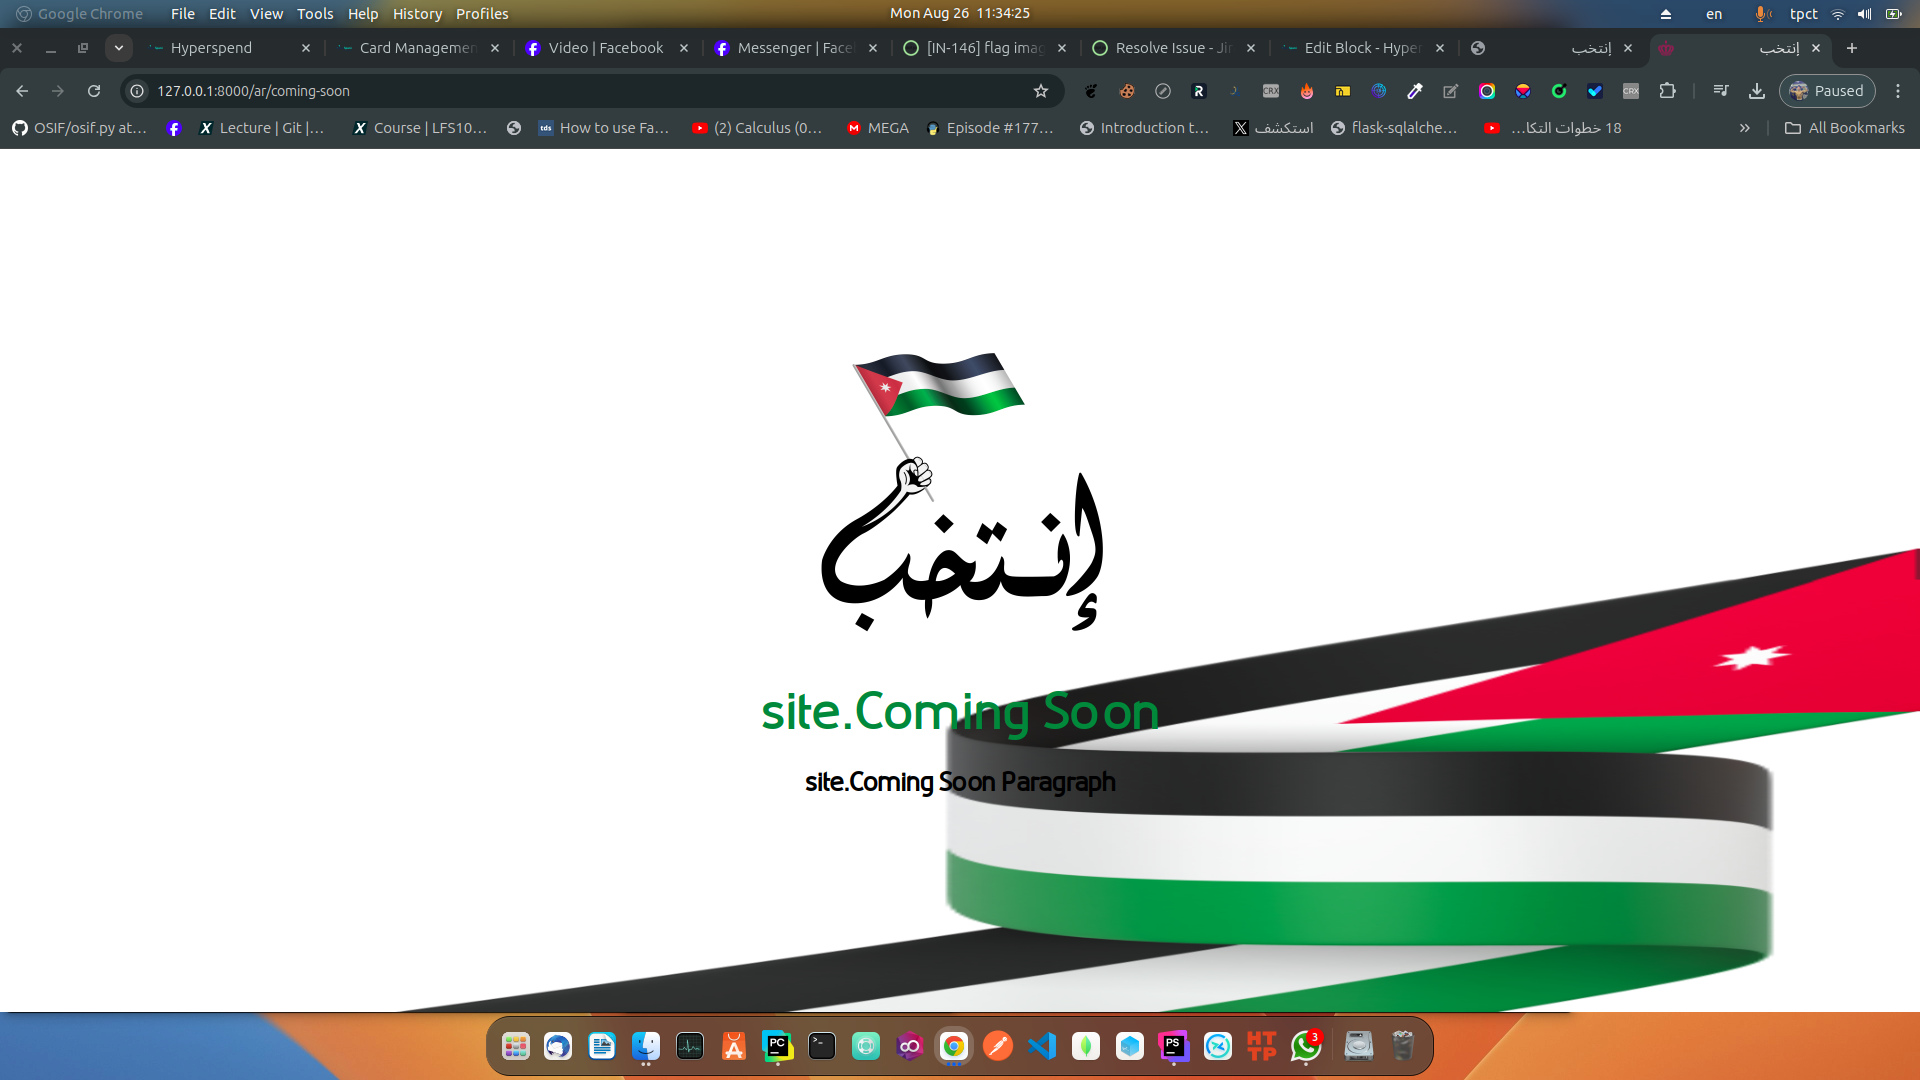 Google Chrome File Edit View Tools Help History Profiles Mon Aug 26 11:34:25 en tpct
Hyperspend Card Managemen Video | Facebook Messenger | Face [IN-146] flag imag Resolve Issue - Jir Edit Block - Hyper إنتخب إنتخب
127.0.0.1:8000/ar/coming-soon Paused
OSIF/osif.py at... Lecture | Git |... Course | LFS10... How to use Fa... (2) Calculus (0... MEGA Episode #177... Introduction t... استكشف flask-sqlalche... 18 خطوات التكا... All Bookmarks
إنتخب
site.Coming Soon
site.Coming Soon Paragraph
PC PS HTTP 3